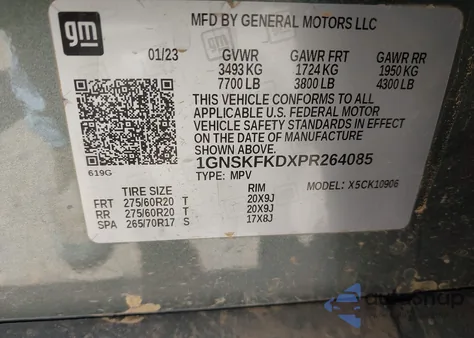 gm
MFD BY GENERAL MOTORS LLC
01/23 GVWR GAWR FRT GAWR RR
3493 KG 1724 KG 1950 KG
7700 LB 3800 LB 4300 LB
THIS VEHICLE CONFORMS TO ALL
APPLICABLE U.S. FEDERAL MOTOR
VEHICLE SAFETY STANDARDS IN EFFECT
ON THE DATE OF MANUFACTURE
SHOWN ABOVE.
1GNSKFKDXPR264085
619G
TYPE: MPV MODEL: X5CK10906
TIRE SIZE RIM
FRT 275/60R20 T 20X9J
RR 275/60R20 T 20X9J
SPA 265/70R17 S 17X8J
autosnup